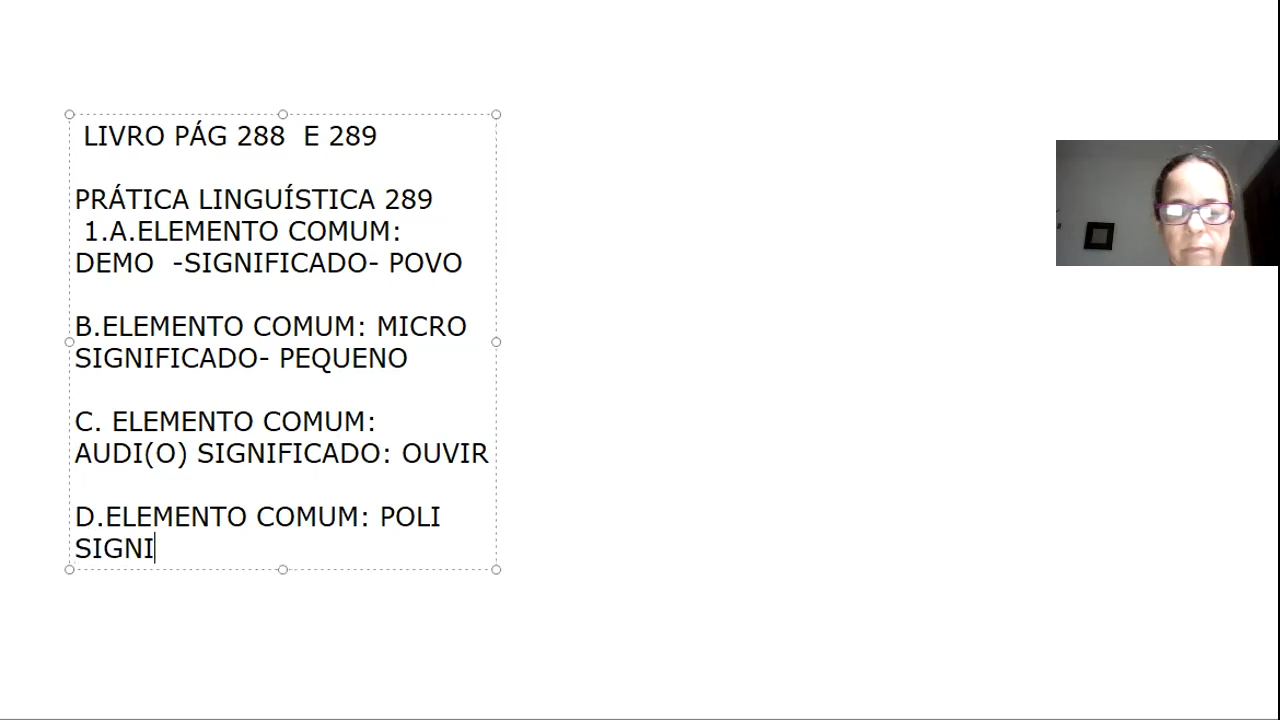 LIVRO PÁG 288 E 289
PRÁTICA LINGUÍSTICA 289
1.A.ELEMENTO COMUM:
DEMO -SIGNIFICADO- POVO
B.ELEMENTO COMUM: MICRO
SIGNIFICADO- PEQUENO
C. ELEMENTO COMUM:
AUDI(O) SIGNIFICADO: OUVIR
D.ELEMENTO COMUM: POLI
SIGNI